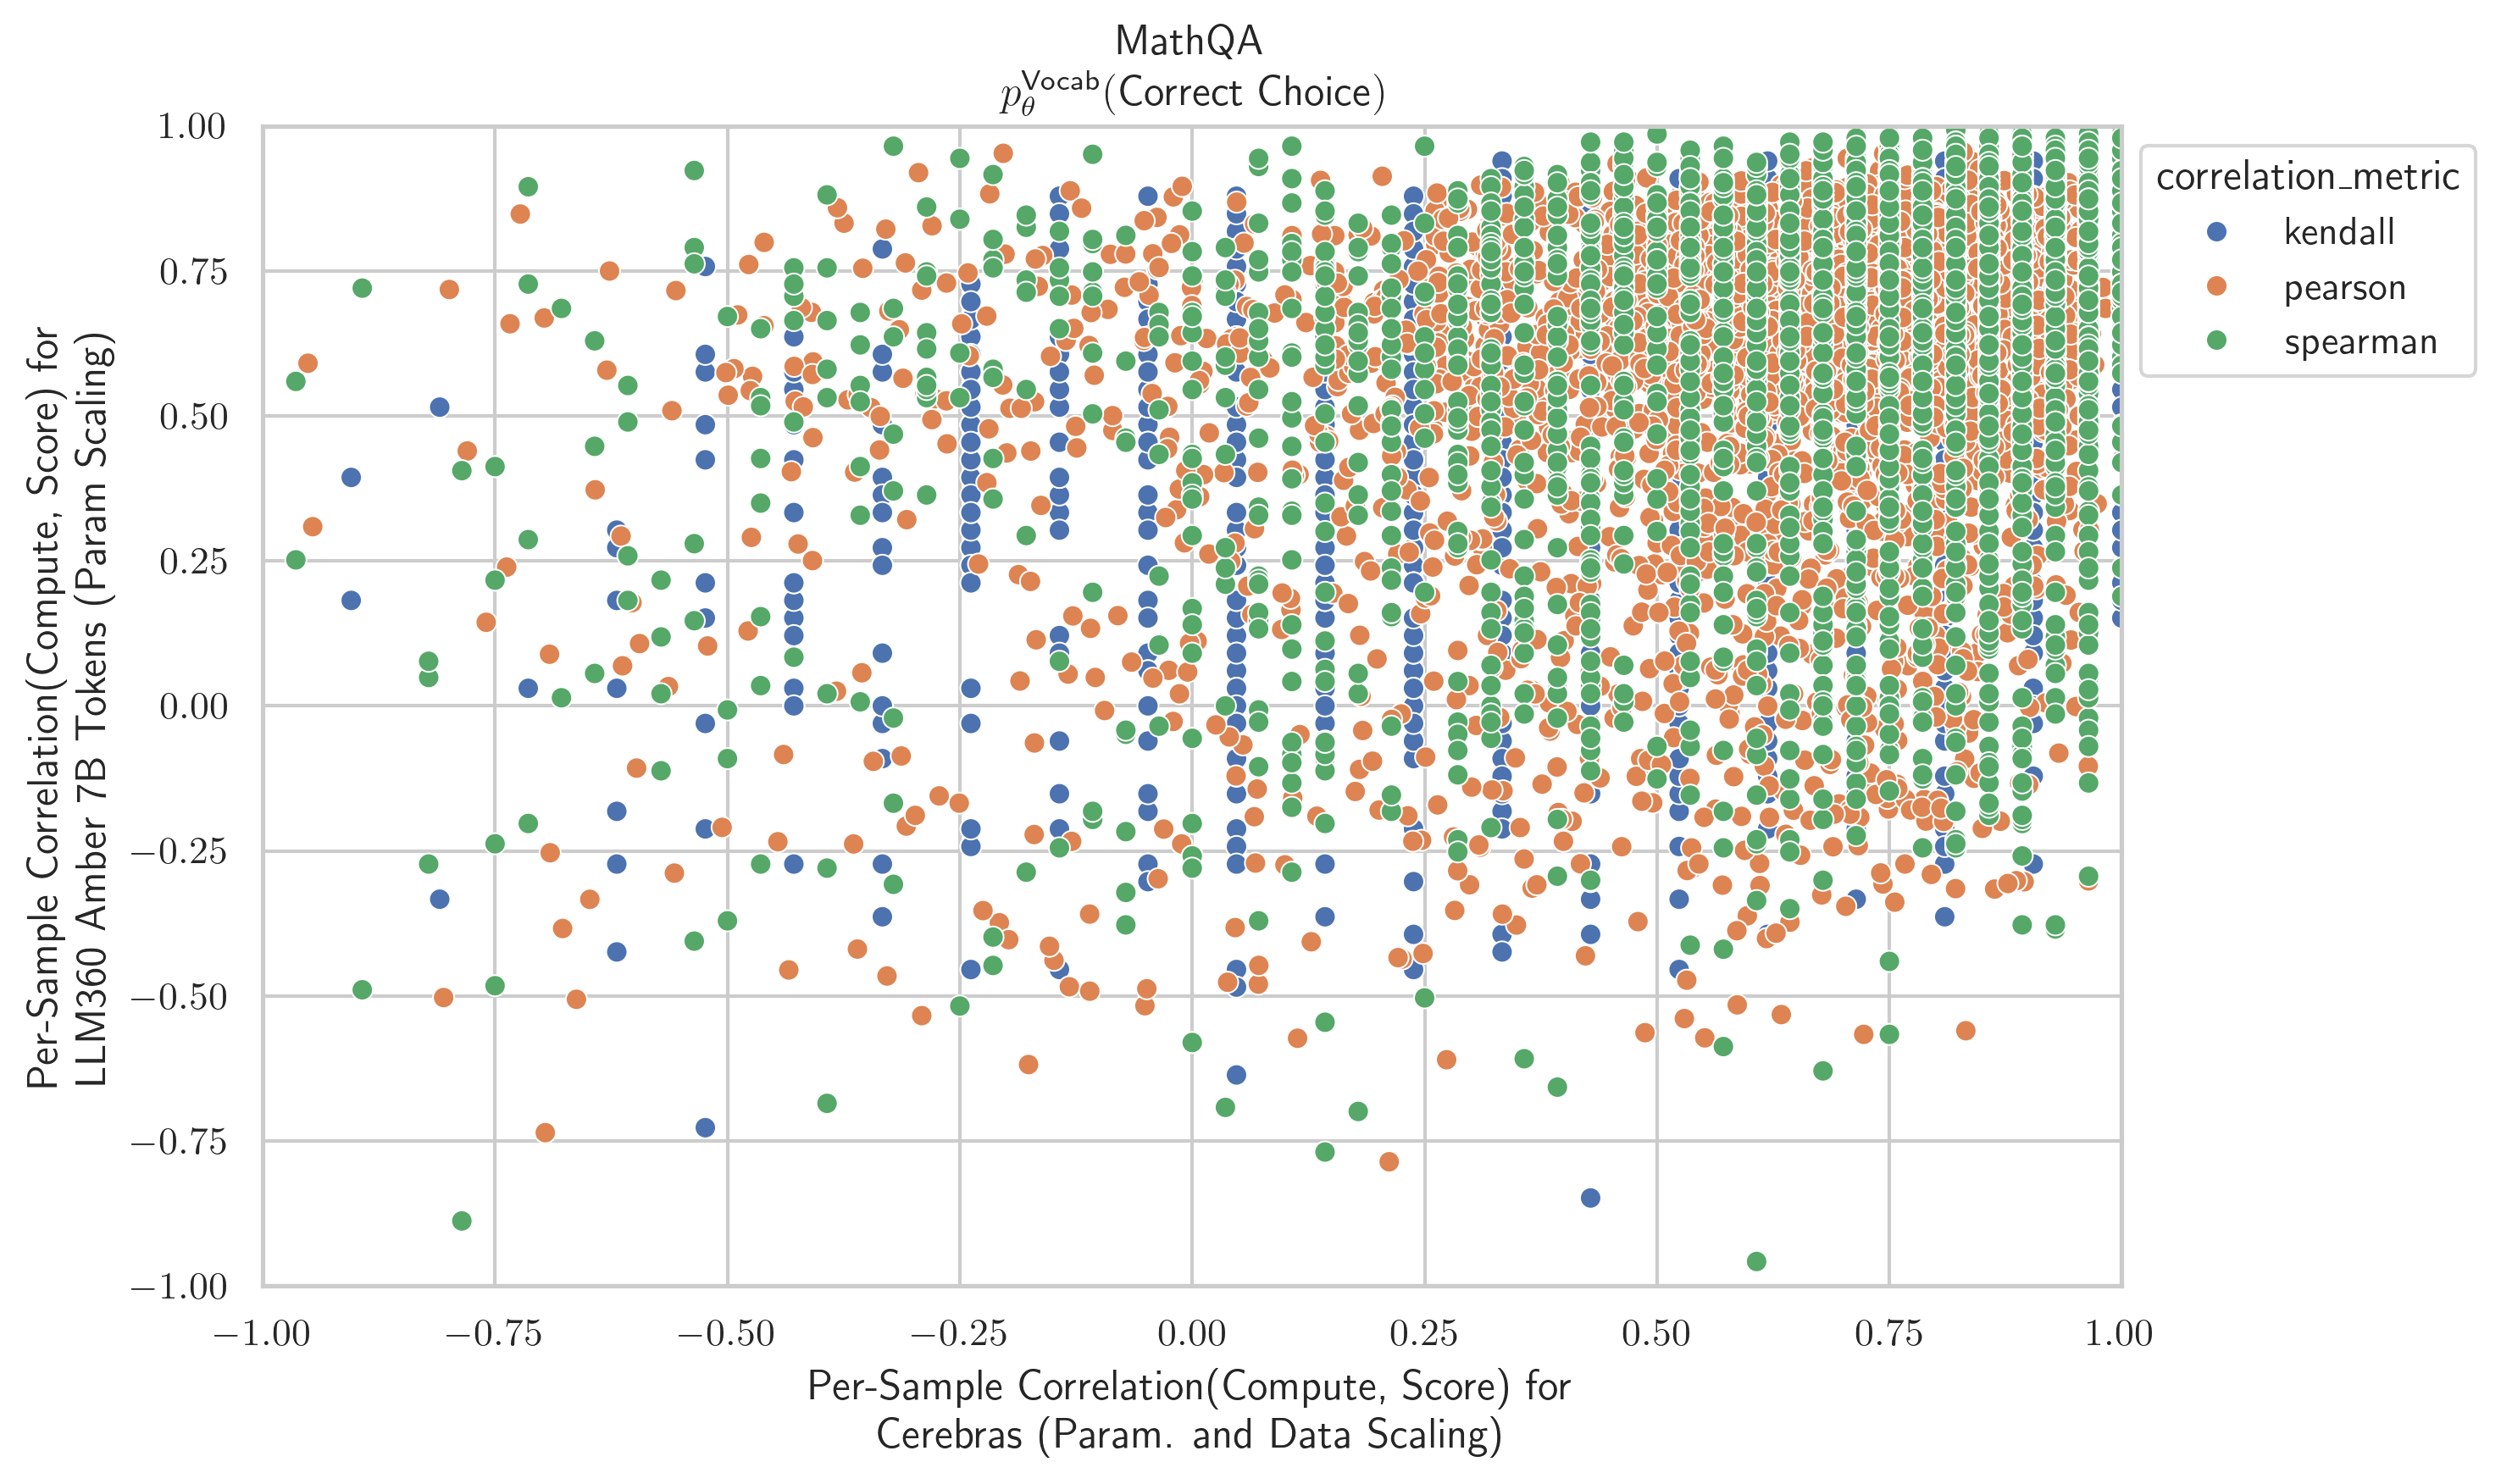 MathQA
p_θ^Vocab(Correct Choice)
1.00
0.75
0.50
0.25
0.00
−0.25
−0.50
−0.75
−1.00
Per-Sample Correlation(Compute, Score) for
LLM360 Amber 7B Tokens (Param Scaling)
−1.00 −0.75 −0.50 −0.25 0.00 0.25 0.50 0.75 1.00
Per-Sample Correlation(Compute, Score) for
Cerebras (Param. and Data Scaling)
correlation_metric
kendall
pearson
spearman